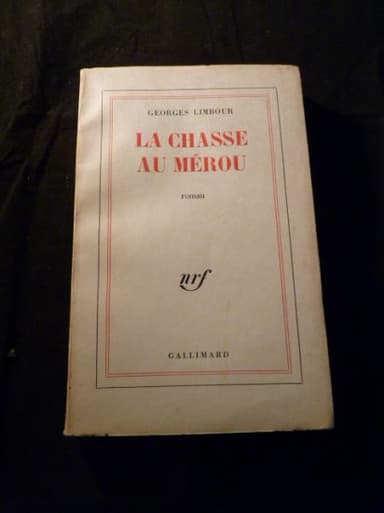 GEORGES LIMBOUR
LA CHASSE
AU MÉROU
roman
nrf
GALLIMARD